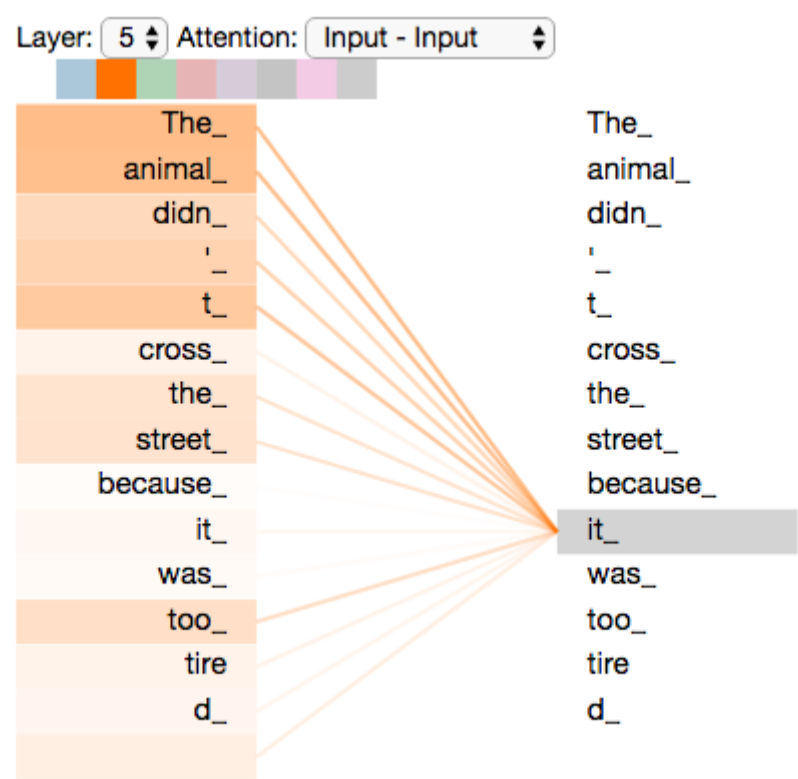 Layer: 5 Attention: Input - Input
The_ The_
animal_ animal_
didn_ didn_
'_ '_
t_ t_
cross_ cross_
the_ the_
street_ street_
because_ because_
it_ it_
was_ was_
too_ too_
tire tire
d_ d_